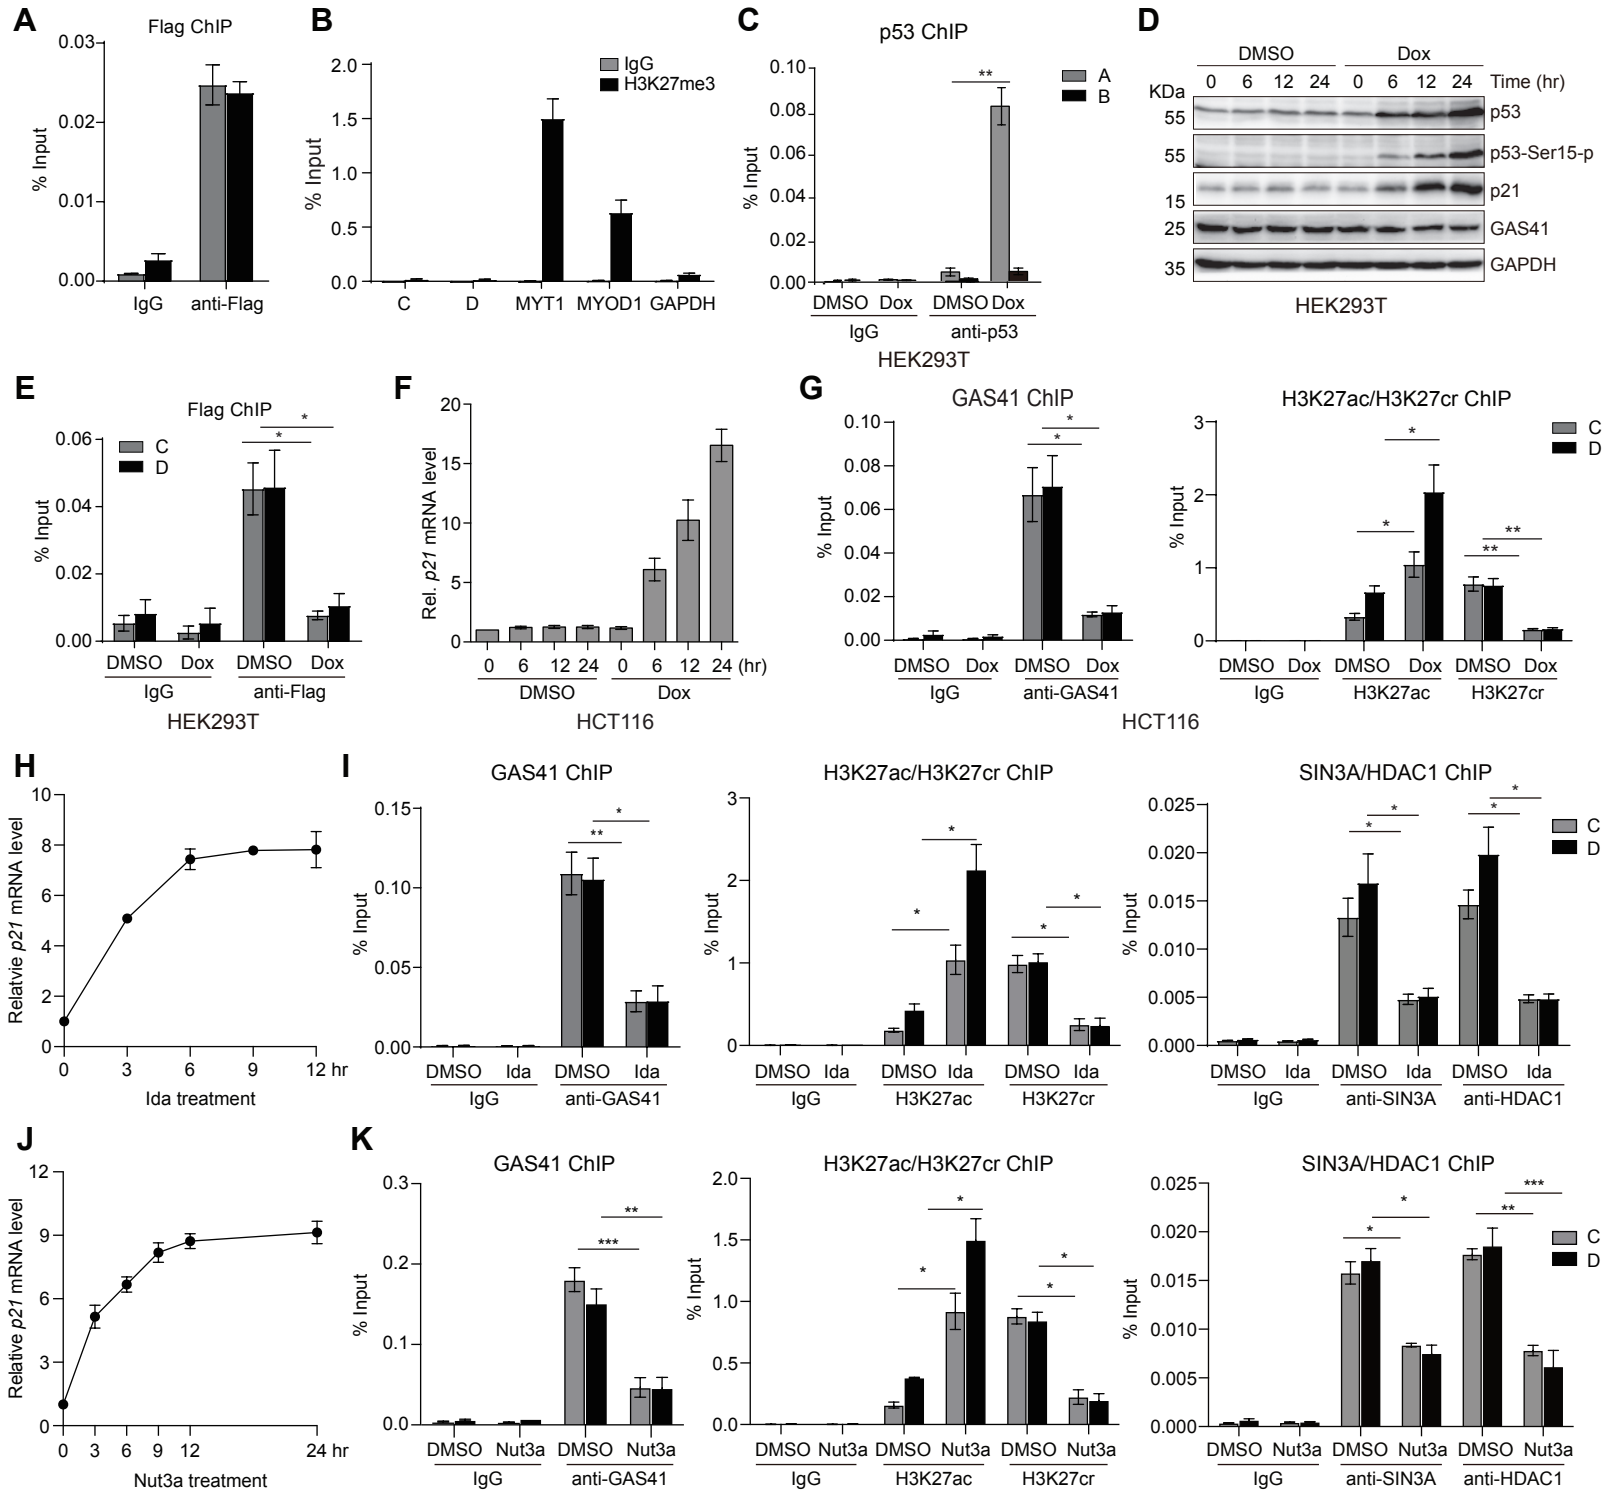 A
Flag ChIP
% Input
0.03
0.02
0.01
0.00
IgG anti-Flag
B
IgG
H3K27me3
% Input
2.0
1.5
1.0
0.5
0.0
C D MYT1 MYOD1 GAPDH
C
p53 ChIP
A
B
**
% Input
0.10
0.08
0.06
0.04
0.02
0.00
DMSO Dox DMSO Dox
IgG anti-p53
HEK293T
D
DMSO Dox
0 6 12 24 0 6 12 24 Time (hr)
KDa
55 p53
55 p53-Ser15-p
15 p21
25 GAS41
35 GAPDH
HEK293T
E
Flag ChIP
C
D
*
*
% Input
0.06
0.04
0.02
0.00
DMSO Dox DMSO Dox
IgG anti-Flag
HEK293T
F
Rel. p21 mRNA level
20
15
10
5
0
0 6 12 24 0 6 12 24 (hr)
DMSO Dox
HCT116
G
GAS41 ChIP
*
*
% Input
0.10
0.08
0.06
0.04
0.02
0.00
DMSO Dox DMSO Dox
IgG anti-GAS41
H3K27ac/H3K27cr ChIP
C
D
*
*
**
**
% Input
3
2
1
0
DMSO Dox DMSO Dox DMSO Dox
IgG H3K27ac H3K27cr
HCT116
H
Relatvie p21 mRNA level
10
8
6
4
2
0
0 3 6 9 12 hr
Ida treatment
I
GAS41 ChIP
*
**
% Input
0.15
0.10
0.05
0.00
DMSO Ida DMSO Ida
IgG anti-GAS41
H3K27ac/H3K27cr ChIP
*
*
*
*
% Input
3
2
1
0
DMSO Ida DMSO Ida DMSO Ida
IgG H3K27ac H3K27cr
SIN3A/HDAC1 ChIP
C
D
*
*
*
*
% Input
0.025
0.020
0.015
0.010
0.005
0.000
DMSO Ida DMSO Ida DMSO Ida
IgG anti-SIN3A anti-HDAC1
J
Relative p21 mRNA level
12
9
6
3
0
0 3 6 9 12 24 hr
Nut3a treatment
K
GAS41 ChIP
**
***
% Input
0.3
0.2
0.1
0.0
DMSO Nut3a DMSO Nut3a
IgG anti-GAS41
H3K27ac/H3K27cr ChIP
*
*
*
*
% Input
2.0
1.5
1.0
0.5
0.0
DMSO Nut3a DMSO Nut3a DMSO Nut3a
IgG H3K27ac H3K27cr
SIN3A/HDAC1 ChIP
C
D
*
*
***
**
% Input
0.025
0.020
0.015
0.010
0.005
0.000
DMSO Nut3a DMSO Nut3a DMSO Nut3a
IgG anti-SIN3A anti-HDAC1